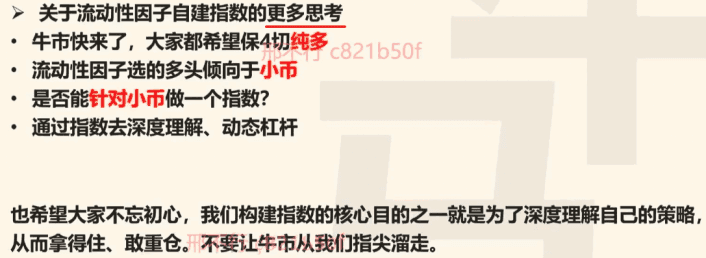 ➢ 关于流动性因子自建指数的更多思考
• 牛市快来了，大家都希望保4切纯多
邢不行 c821b50f
• 流动性因子选的多头倾向于小币
• 是否能针对小币做一个指数？
• 通过指数去深度理解、动态杠杆
也希望大家不忘初心，我们构建指数的核心目的之一就是为了深度理解自己的策略，
从而拿得住、敢重仓。不要让牛市从我们指尖溜走。